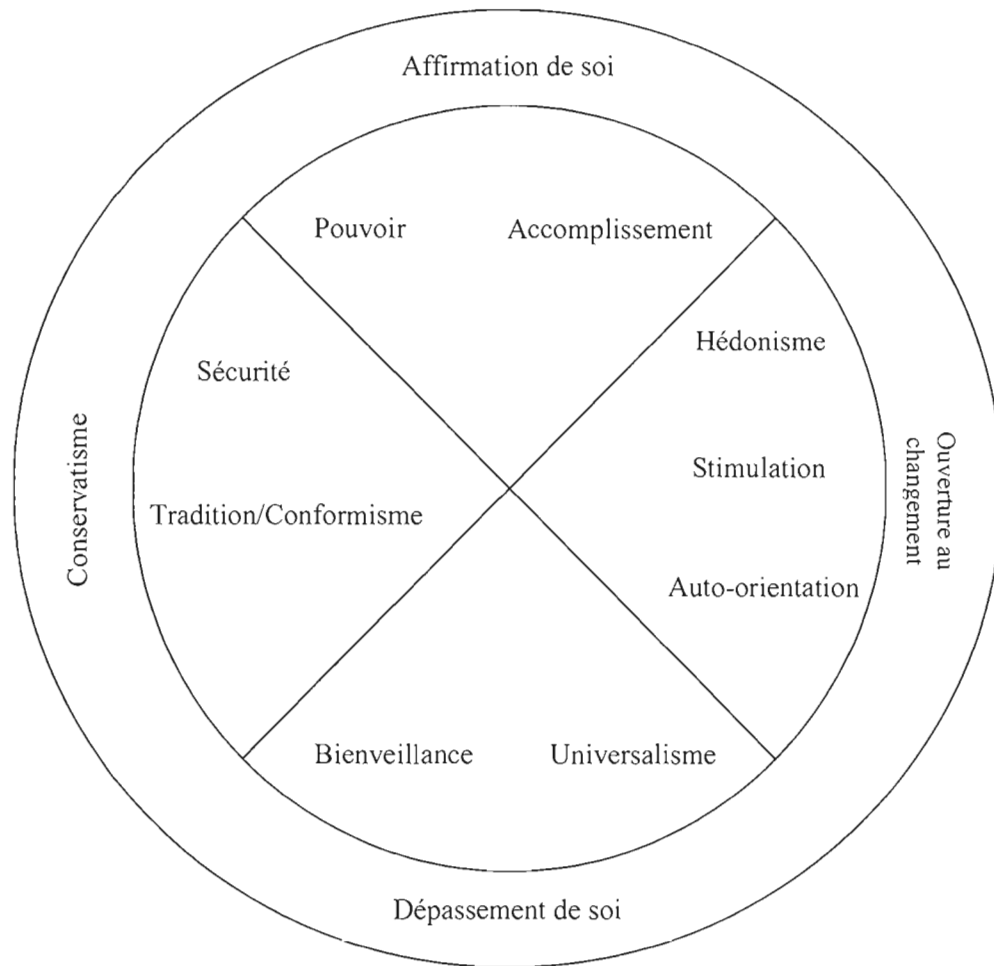 Affirmation de soi
Pouvoir
Accomplissement
Hédonisme
Sécurité
Conservatisme
Ouverture au
changement
Stimulation
Tradition/Conformisme
Auto-orientation
Bienveillance
Universalisme
Dépassement de soi